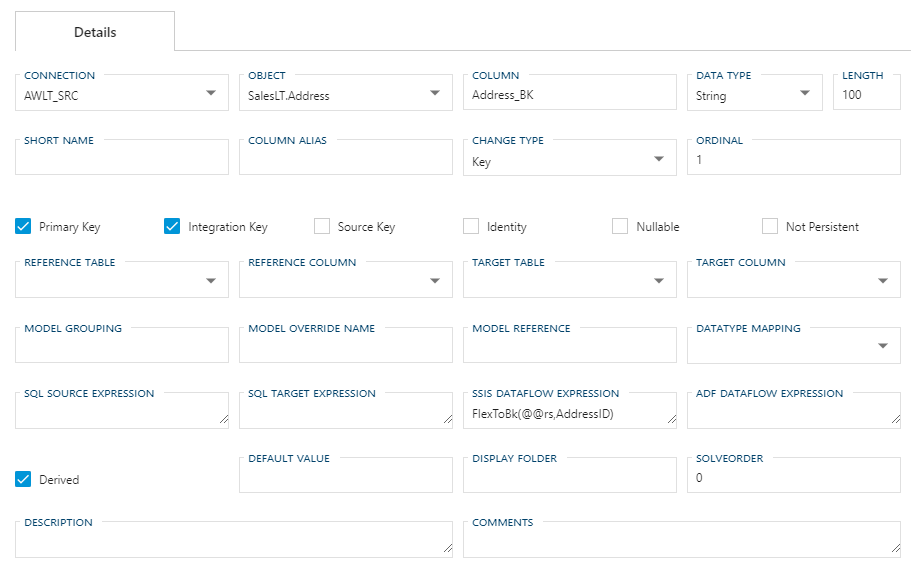 Details
CONNECTION OBJECT COLUMN DATA TYPE LENGTH
AWLT_SRC SalesLT.Address Address_BK String 100
SHORT NAME COLUMN ALIAS CHANGE TYPE ORDINAL
Key 1
Primary Key Integration Key Source Key Identity Nullable Not Persistent
REFERENCE TABLE REFERENCE COLUMN TARGET TABLE TARGET COLUMN
MODEL GROUPING MODEL OVERRIDE NAME MODEL REFERENCE DATATYPE MAPPING
SQL SOURCE EXPRESSION SQL TARGET EXPRESSION SSIS DATAFLOW EXPRESSION ADF DATAFLOW EXPRESSION
FlexToBk(@@rs,AddressID)
DEFAULT VALUE DISPLAY FOLDER SOLVEORDER
Derived 0
DESCRIPTION COMMENTS